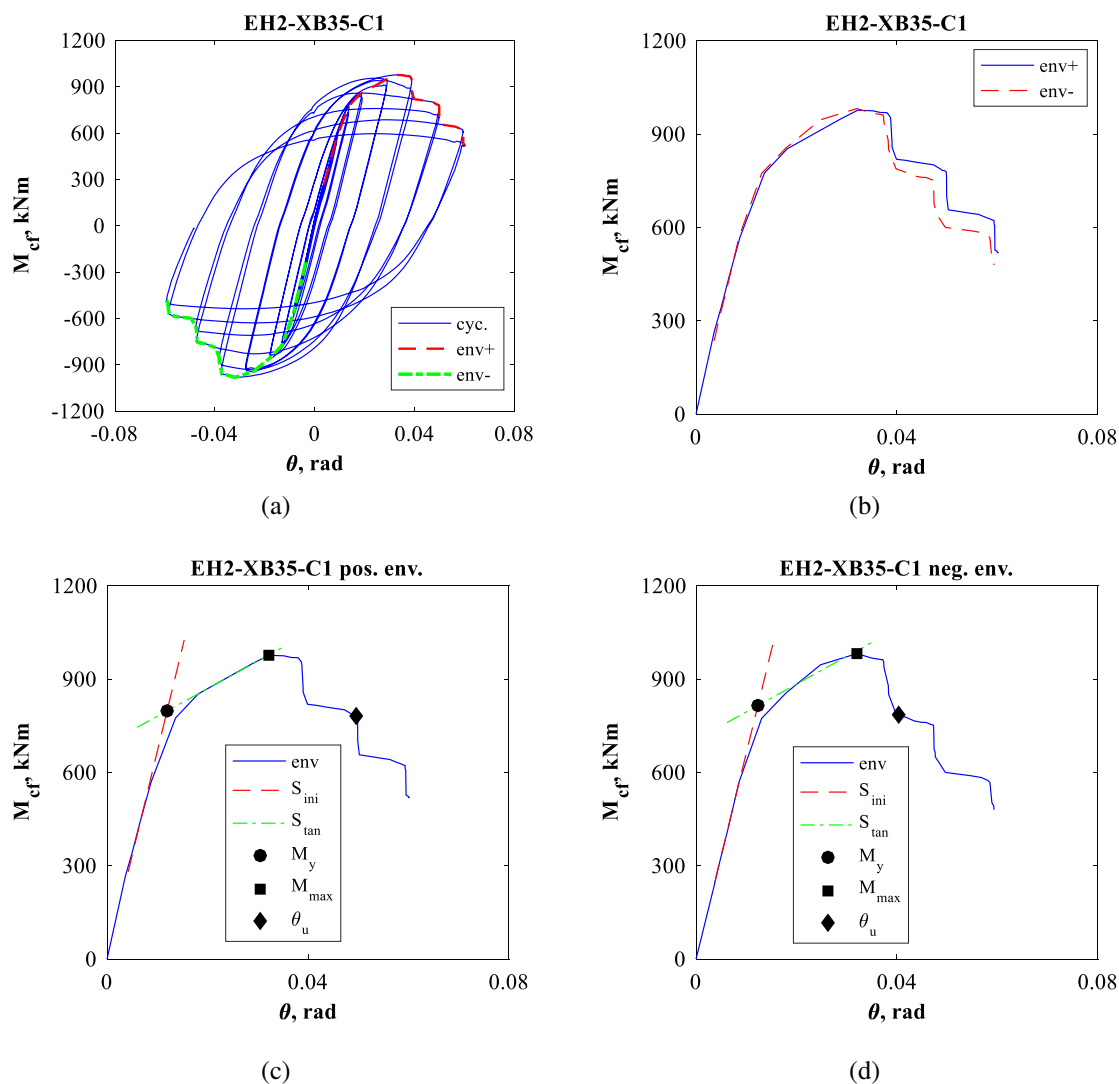 EH2-XB35-C1
1200
900
600
300
0
-300
-600
-900
-1200
M_cf, kNm
cyc.
env+
env-
-0.08 -0.04 0 0.04 0.08
θ, rad
(a)
EH2-XB35-C1
1200
900
600
300
0
M_cf, kNm
env+
env-
0 0.04 0.08
θ, rad
(b)
EH2-XB35-C1 pos. env.
1200
900
600
300
0
M_cf, kNm
env
S_ini
S_tan
M_y
M_max
θ_u
0 0.04 0.08
θ, rad
(c)
EH2-XB35-C1 neg. env.
1200
900
600
300
0
M_cf, kNm
env
S_ini
S_tan
M_y
M_max
θ_u
0 0.04 0.08
θ, rad
(d)